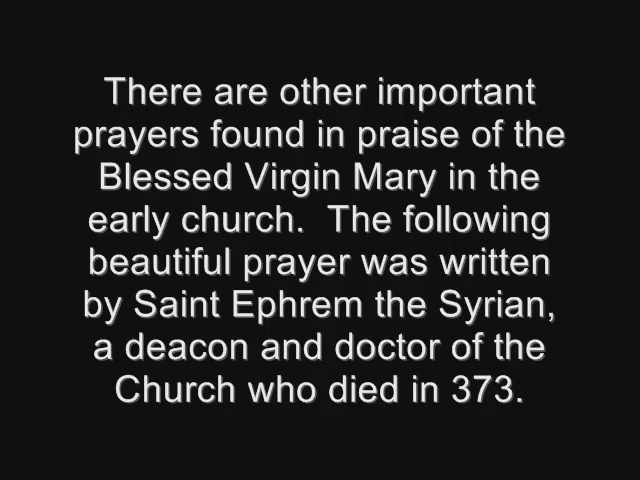 There are other important
prayers found in praise of the
Blessed Virgin Mary in the
early church.  The following
beautiful prayer was written
by Saint Ephrem the Syrian,
a deacon and doctor of the
Church who died in 373.